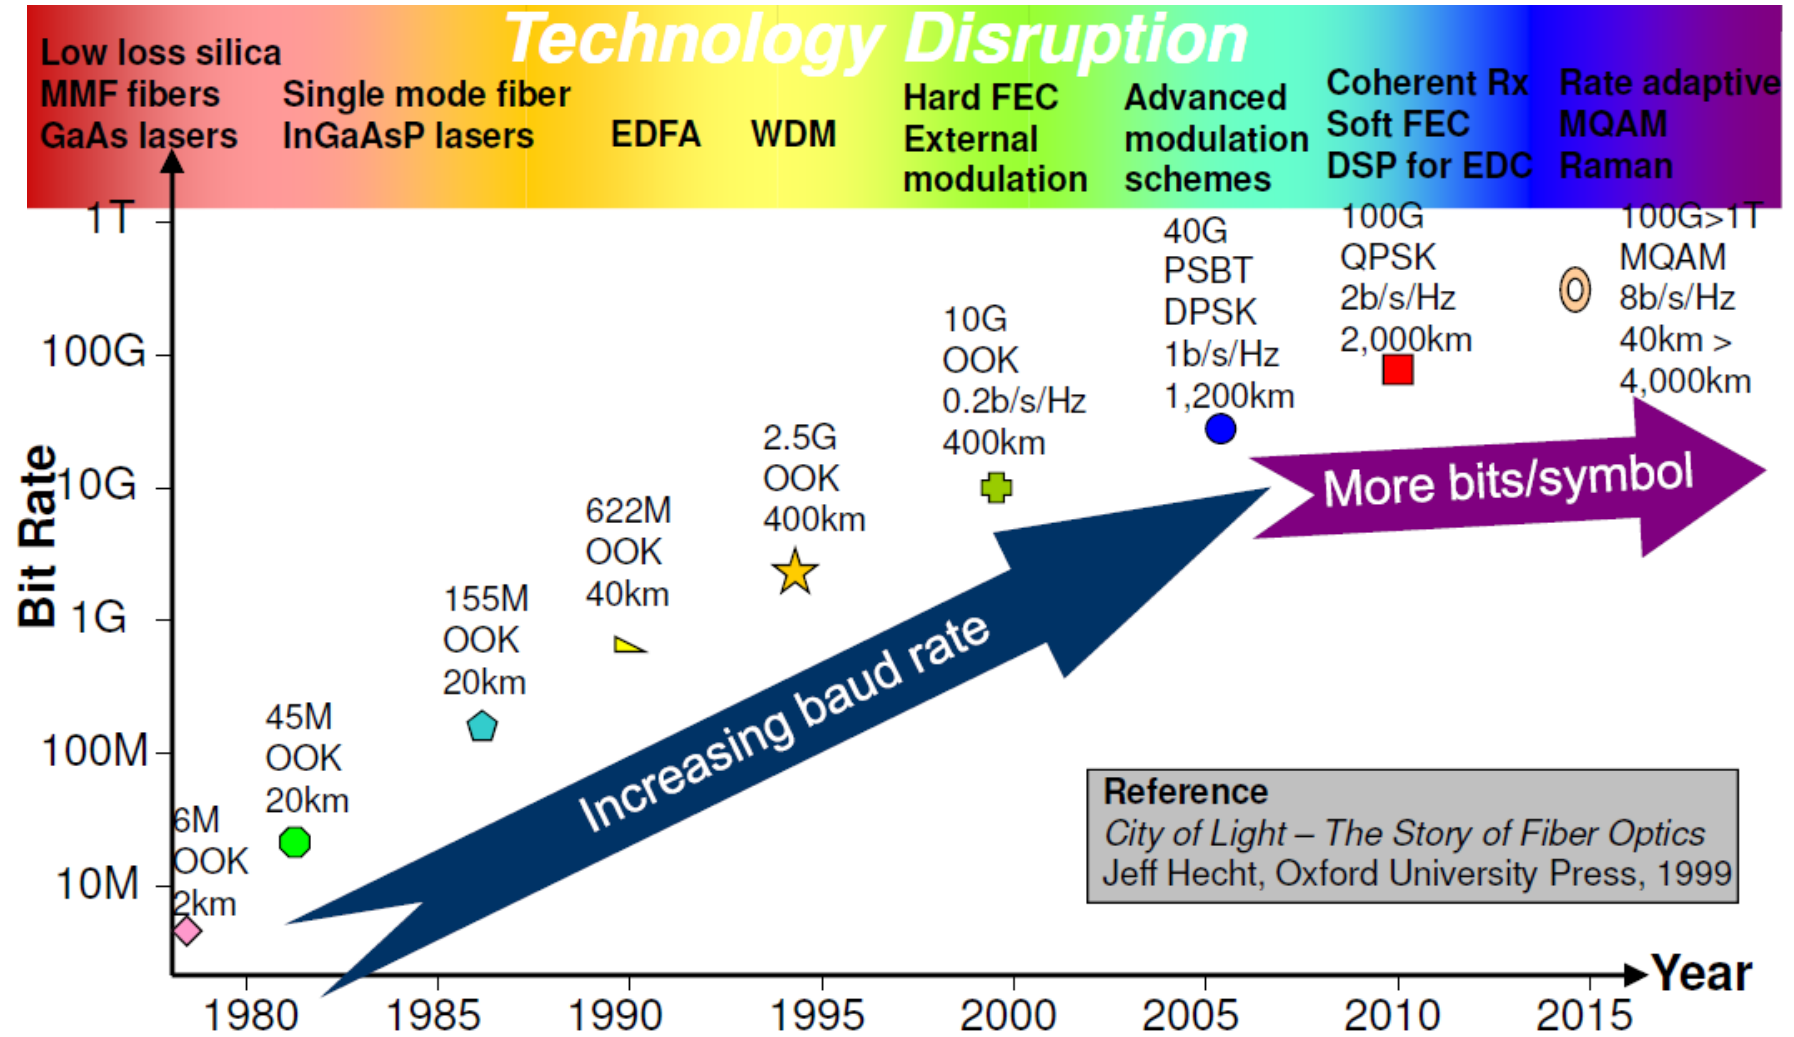 Technology Disruption
Low loss silica
MMF fibers
GaAs lasers
Single mode fiber
InGaAsP lasers
EDFA
WDM
Hard FEC
External
modulation
Advanced
modulation
schemes
Coherent Rx
Soft FEC
DSP for EDC
Rate adaptive
MQAM
Raman
Bit Rate
1T
100G
10G
1G
100M
10M
6M
OOK
2km
45M
OOK
20km
155M
OOK
20km
622M
OOK
40km
2.5G
OOK
400km
10G
OOK
0.2b/s/Hz
400km
40G
PSBT
DPSK
1b/s/Hz
1,200km
100G
QPSK
2b/s/Hz
2,000km
100G>1T
MQAM
8b/s/Hz
40km >
4,000km
Increasing baud rate
More bits/symbol
Reference
City of Light – The Story of Fiber Optics
Jeff Hecht, Oxford University Press, 1999
Year
1980
1985
1990
1995
2000
2005
2010
2015